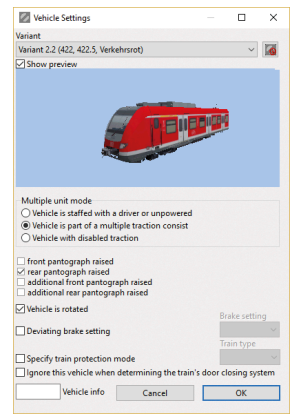 Vehicle Settings
Variant
Variant 2.2 (422, 422.5, Verkehrsrot)
Show preview
Multiple unit mode
Vehicle is staffed with a driver or unpowered
Vehicle is part of a multiple traction consist
Vehicle with disabled traction
front pantograph raised
rear pantograph raised
additional front pantograph raised
additional rear pantograph raised
Vehicle is rotated
Brake setting
Deviating brake setting
Train type
Specify train protection mode
Ignore this vehicle when determining the train's door closing system
Vehicle info
Cancel
OK